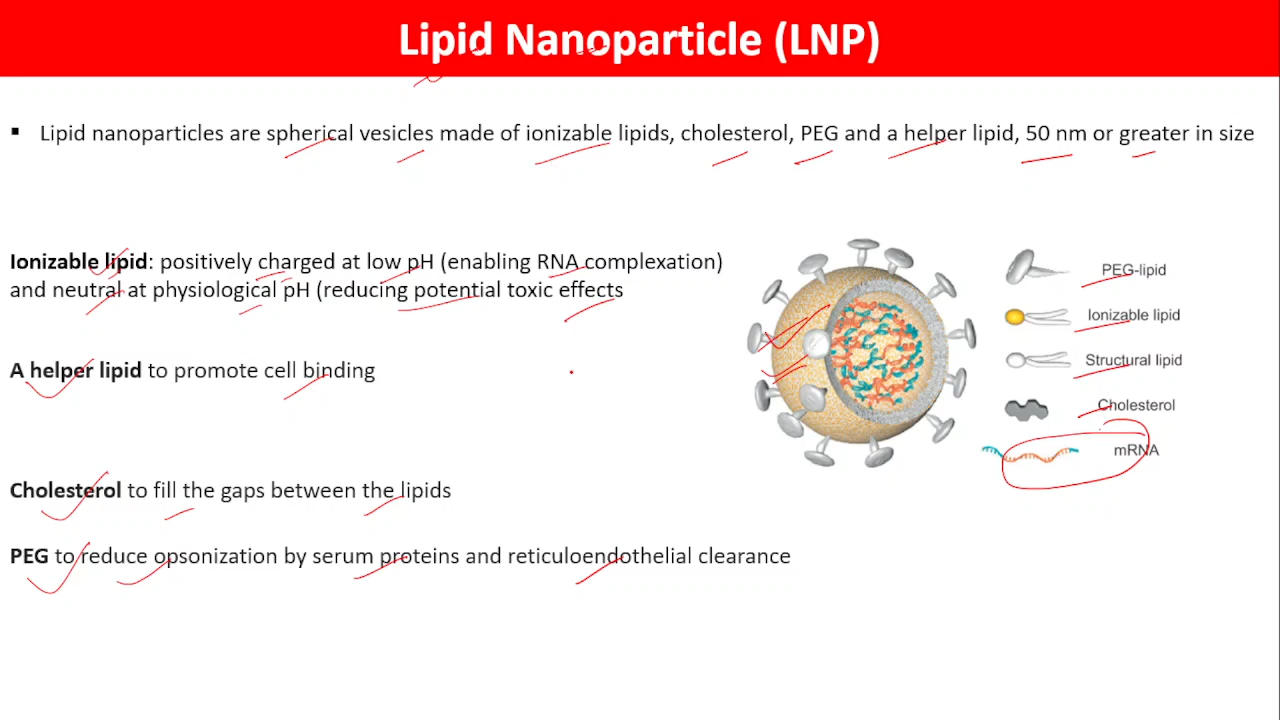 Lipid Nanoparticle (LNP)
▪ Lipid nanoparticles are spherical vesicles made of ionizable lipids, cholesterol, PEG and a helper lipid, 50 nm or greater in size
Ionizable lipid: positively charged at low pH (enabling RNA complexation)
and neutral at physiological pH (reducing potential toxic effects
A helper lipid to promote cell binding
Cholesterol to fill the gaps between the lipids
PEG to reduce opsonization by serum proteins and reticuloendothelial clearance
PEG-lipid
Ionizable lipid
Structural lipid
Cholesterol
mRNA